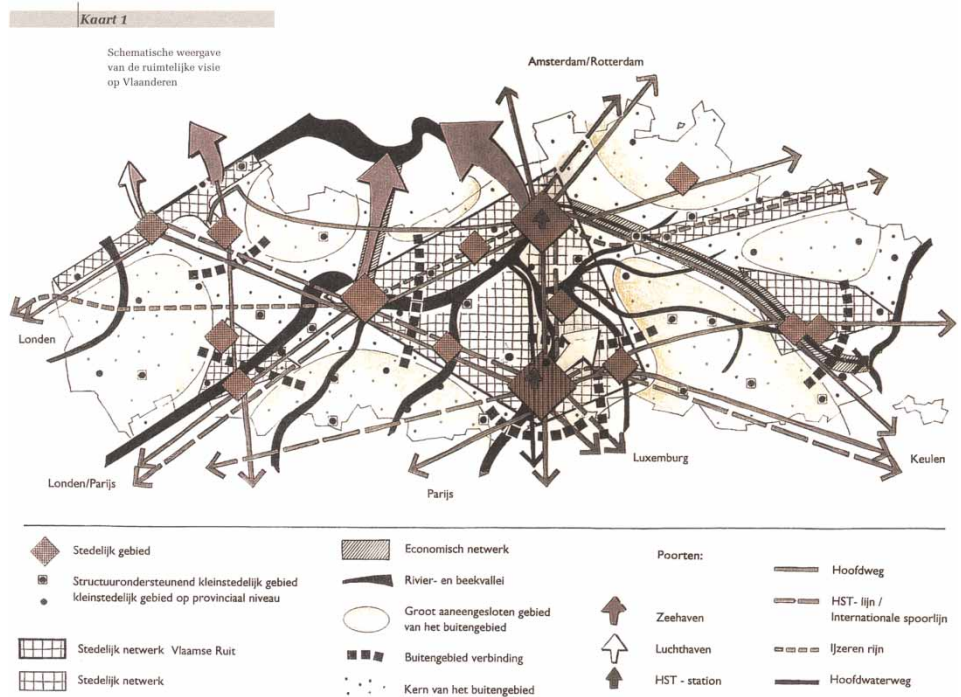 Kaart 1
Schematische weergave
van de ruimtelijke visie
op Vlaanderen
Amsterdam/Rotterdam
Londen
Londen/Parijs
Parijs
Luxemburg
Keulen
Stedelijk gebied
Structuurondersteunend kleinstedelijk gebied
kleinstedelijk gebied op provinciaal niveau
Stedelijk netwerk Vlaamse Ruit
Stedelijk netwerk
Economisch netwerk
Rivier- en beekvallei
Groot aaneengesloten gebied
van het buitengebied
Buitengebied verbinding
Kern van het buitengebied
Poorten:
Zeehaven
Luchthaven
HST - station
Hoofdweg
HST- lijn /
Internationale spoorlijn
IJzeren rijn
Hoofdwaterweg